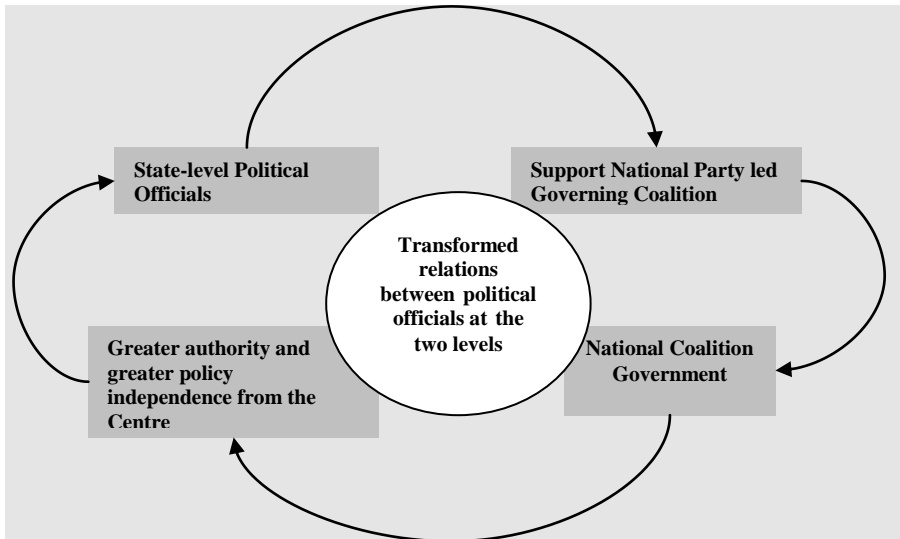 State-level Political
Officials
Support National Party led
Governing Coalition
Transformed
relations
between political
officials at the
two levels
Greater authority and
greater policy
independence from the
Centre
National Coalition
Government